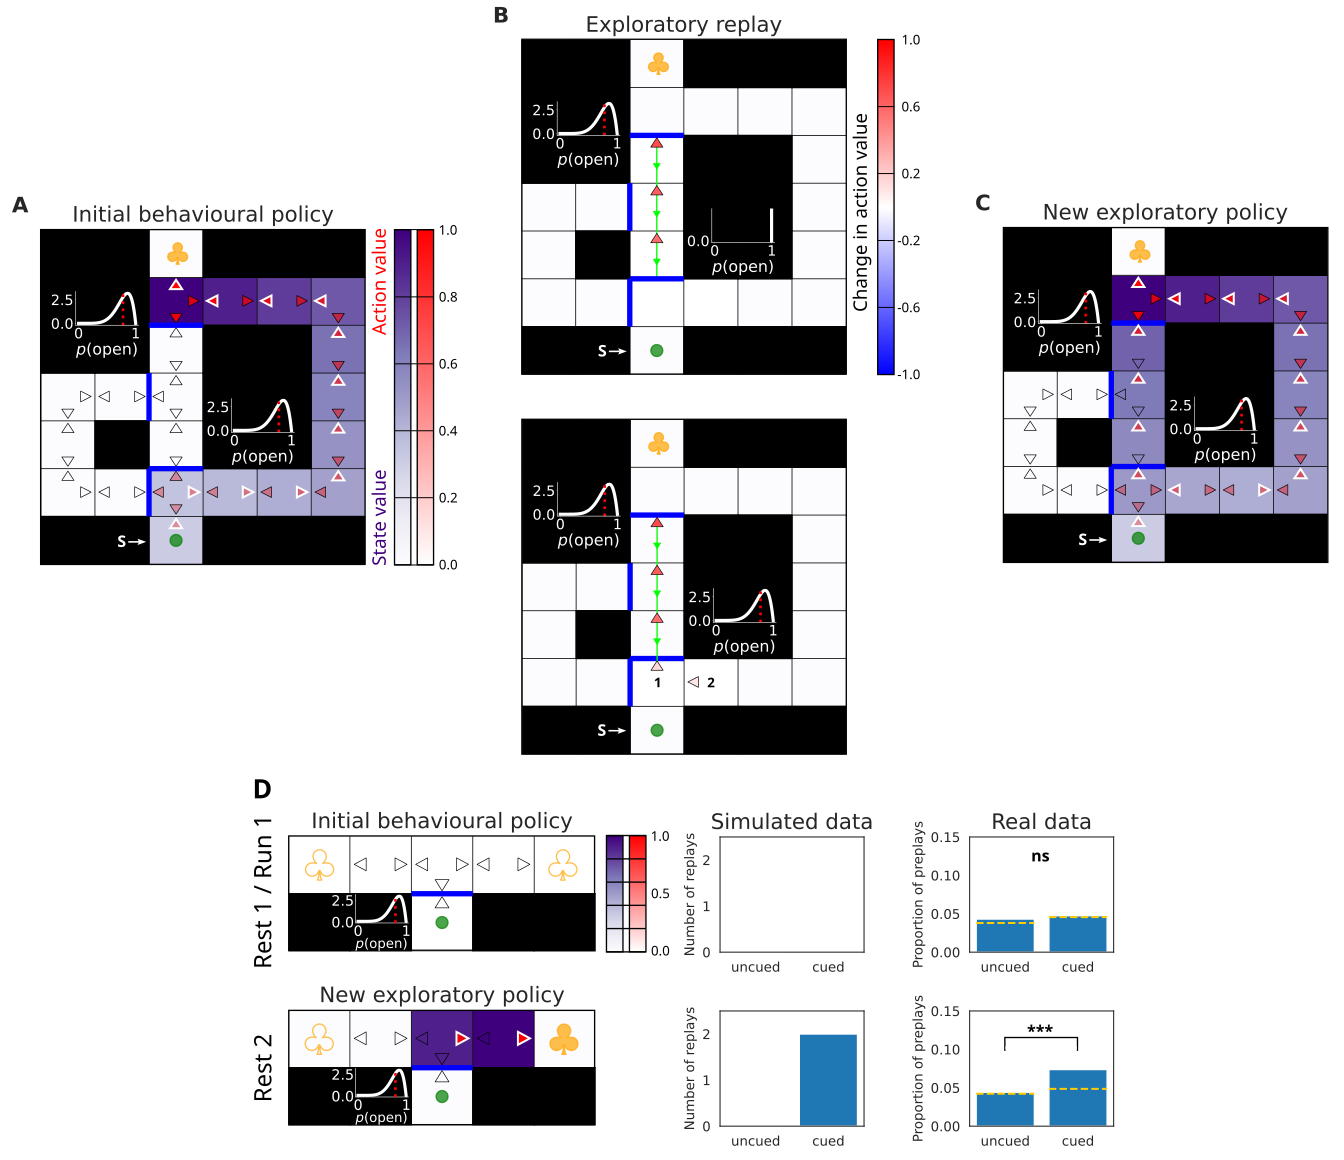 A
Initial behavioural policy
2.5
0.0
0
1
p(open)
2.5
0.0
0
1
p(open)
S→
Action value
State value
1.0
0.8
0.6
0.4
0.2
0.0
B
Exploratory replay
2.5
0.0
0
1
p(open)
0.0
0
1
p(open)
S→
Change in action value
1.0
0.6
0.2
-0.2
-0.6
-1.0
2.5
0.0
0
1
p(open)
2.5
0.0
0
1
p(open)
1
2
S→
C
New exploratory policy
2.5
0.0
0
1
p(open)
2.5
0.0
0
1
p(open)
S→
D
Rest 1 / Run 1
Initial behavioural policy
2.5
0.0
0
1
p(open)
1.0
0.5
0.0
Simulated data
Number of replays
2
1
0
uncued
cued
Real data
Proportion of preplays
0.15
0.10
0.05
0.00
ns
uncued
cued
Rest 2
New exploratory policy
2.5
0.0
0
1
p(open)
Number of replays
2
1
0
uncued
cued
Proportion of preplays
0.15
0.10
0.05
0.00
***
uncued
cued